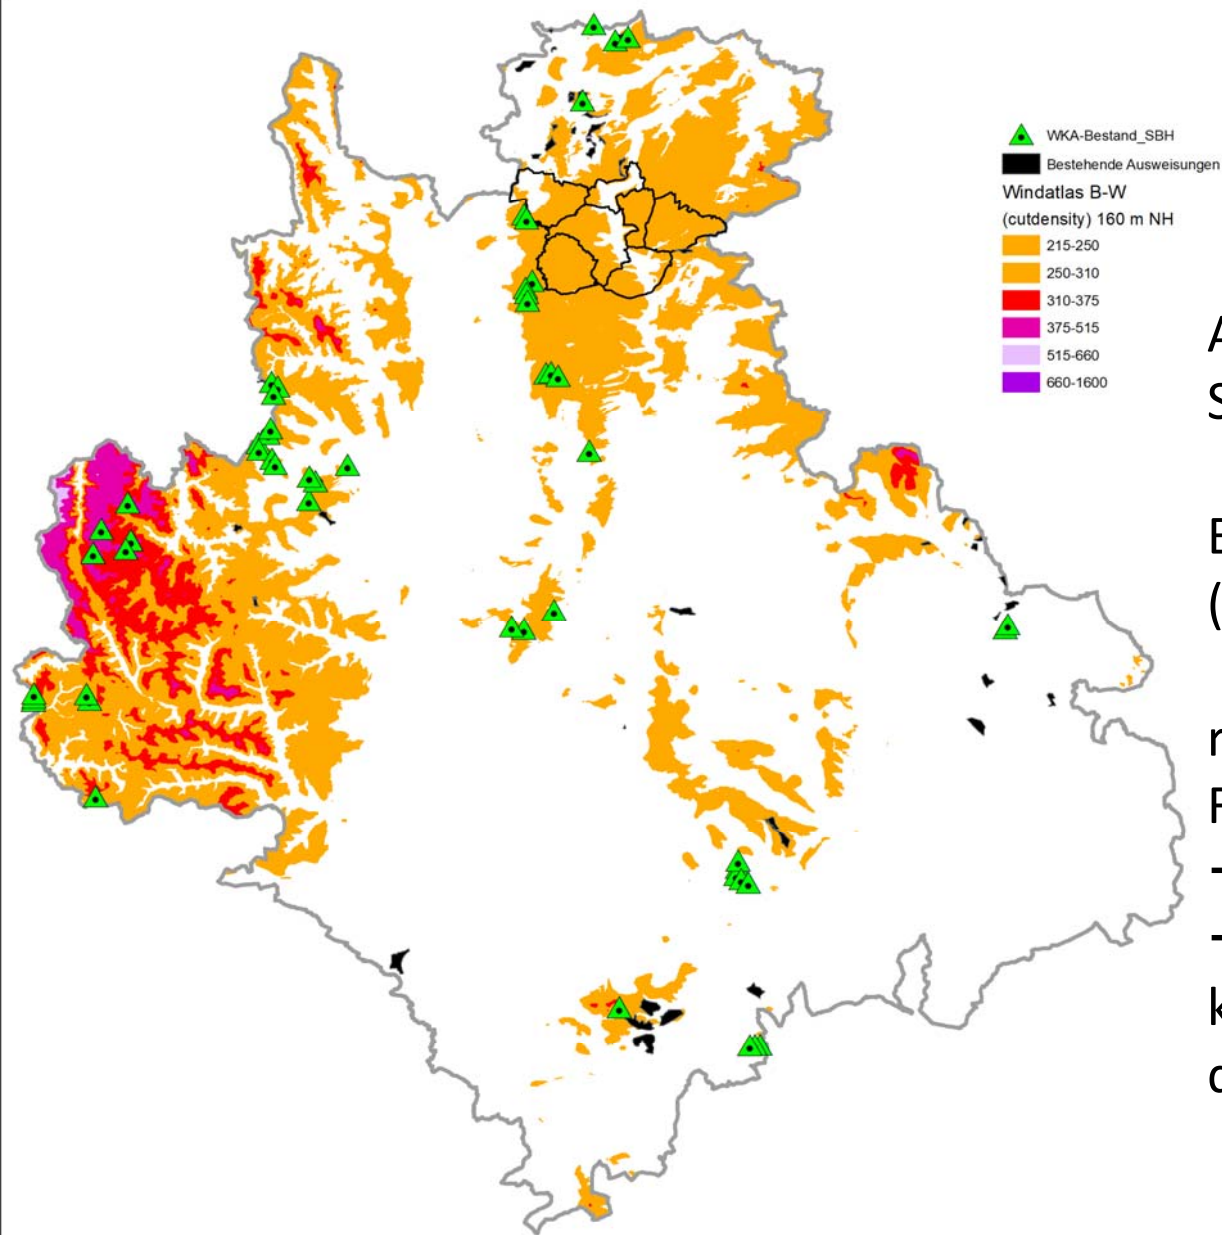 WKA-Bestand_SBH
Bestehende Ausweisungen
Windatlas B-W
(cutdensity) 160 m NH
215-250
250-310
310-375
375-515
515-660
660-1600